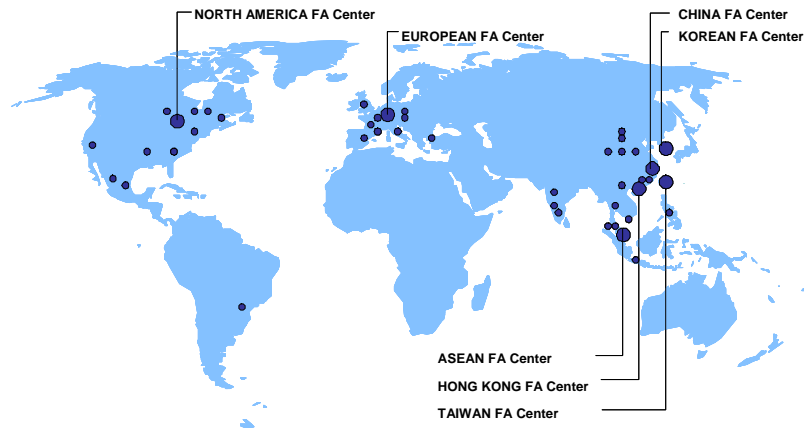 NORTH AMERICA FA Center
CHINA FA Center
EUROPEAN FA Center
KOREAN FA Center
ASEAN FA Center
HONG KONG FA Center
TAIWAN FA Center